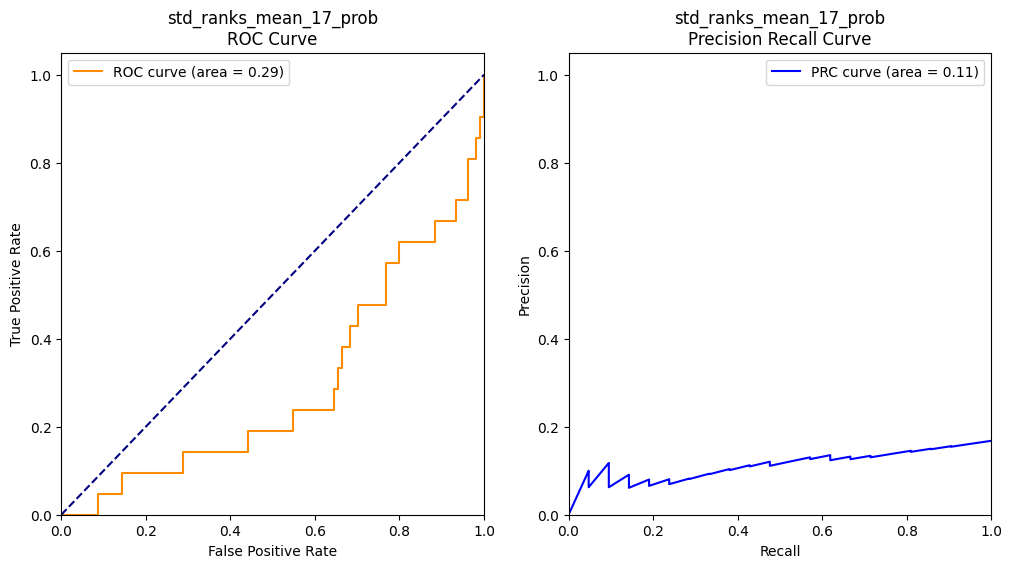 std_ranks_mean_17_prob
ROC Curve
ROC curve (area = 0.29)
1.0
0.8
0.6
0.4
0.2
0.0
True Positive Rate
0.0 0.2 0.4 0.6 0.8 1.0
False Positive Rate
std_ranks_mean_17_prob
Precision Recall Curve
PRC curve (area = 0.11)
1.0
0.8
0.6
0.4
0.2
0.0
Precision
0.0 0.2 0.4 0.6 0.8 1.0
Recall